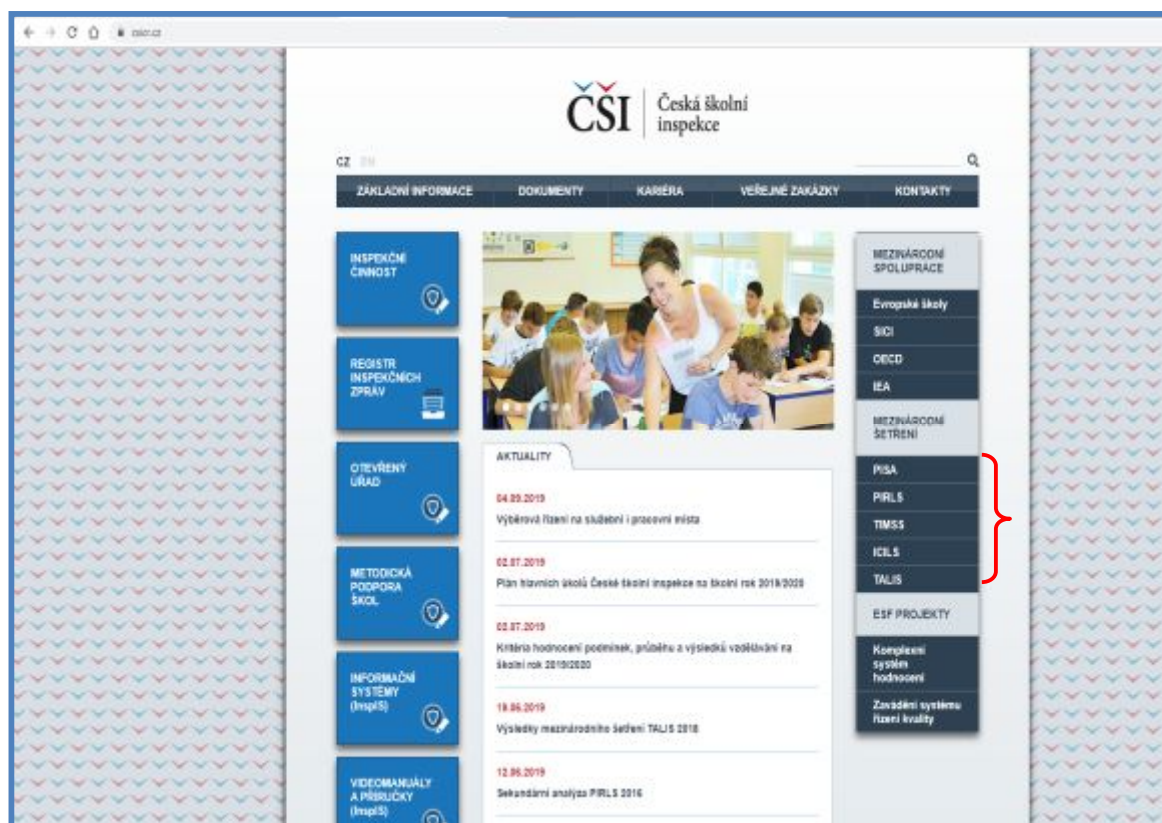 csicr.cz
ČŠI
Česká školní
inspekce
CZ EN
ZÁKLADNÍ INFORMACE DOKUMENTY KARIÉRA VEŘEJNÉ ZAKÁZKY KONTAKTY
INSPEKČNÍ
ČINNOST
REGISTR
INSPEKČNÍCH
ZPRÁV
OTEVŘENÝ
ÚŘAD
METODICKÁ
PODPORA
ŠKOL
INFORMAČNÍ
SYSTÉMY
(InspIS)
VIDEOMANUÁLY
A PŘÍRUČKY
(InspIS)
AKTUALITY
04.09.2019
Výběrová řízení na služební i pracovní místa
02.07.2019
Plán hlavních úkolů České školní inspekce na školní rok 2019/2020
02.07.2019
Kritéria hodnocení podmínek, průběhu a výsledků vzdělávání na
školní rok 2019/2020
19.06.2019
Výsledky mezinárodního šetření TALIS 2018
12.06.2019
Sekundární analýza PIRLS 2016
MEZINÁRODNÍ
SPOLUPRÁCE
Evropské školy
SICI
OECD
IEA
MEZINÁRODNÍ
ŠETŘENÍ
PISA
PIRLS
TIMSS
ICILS
TALIS
ESF PROJEKTY
Komplexní
systém
hodnocení
Zavádění systému
řízení kvality